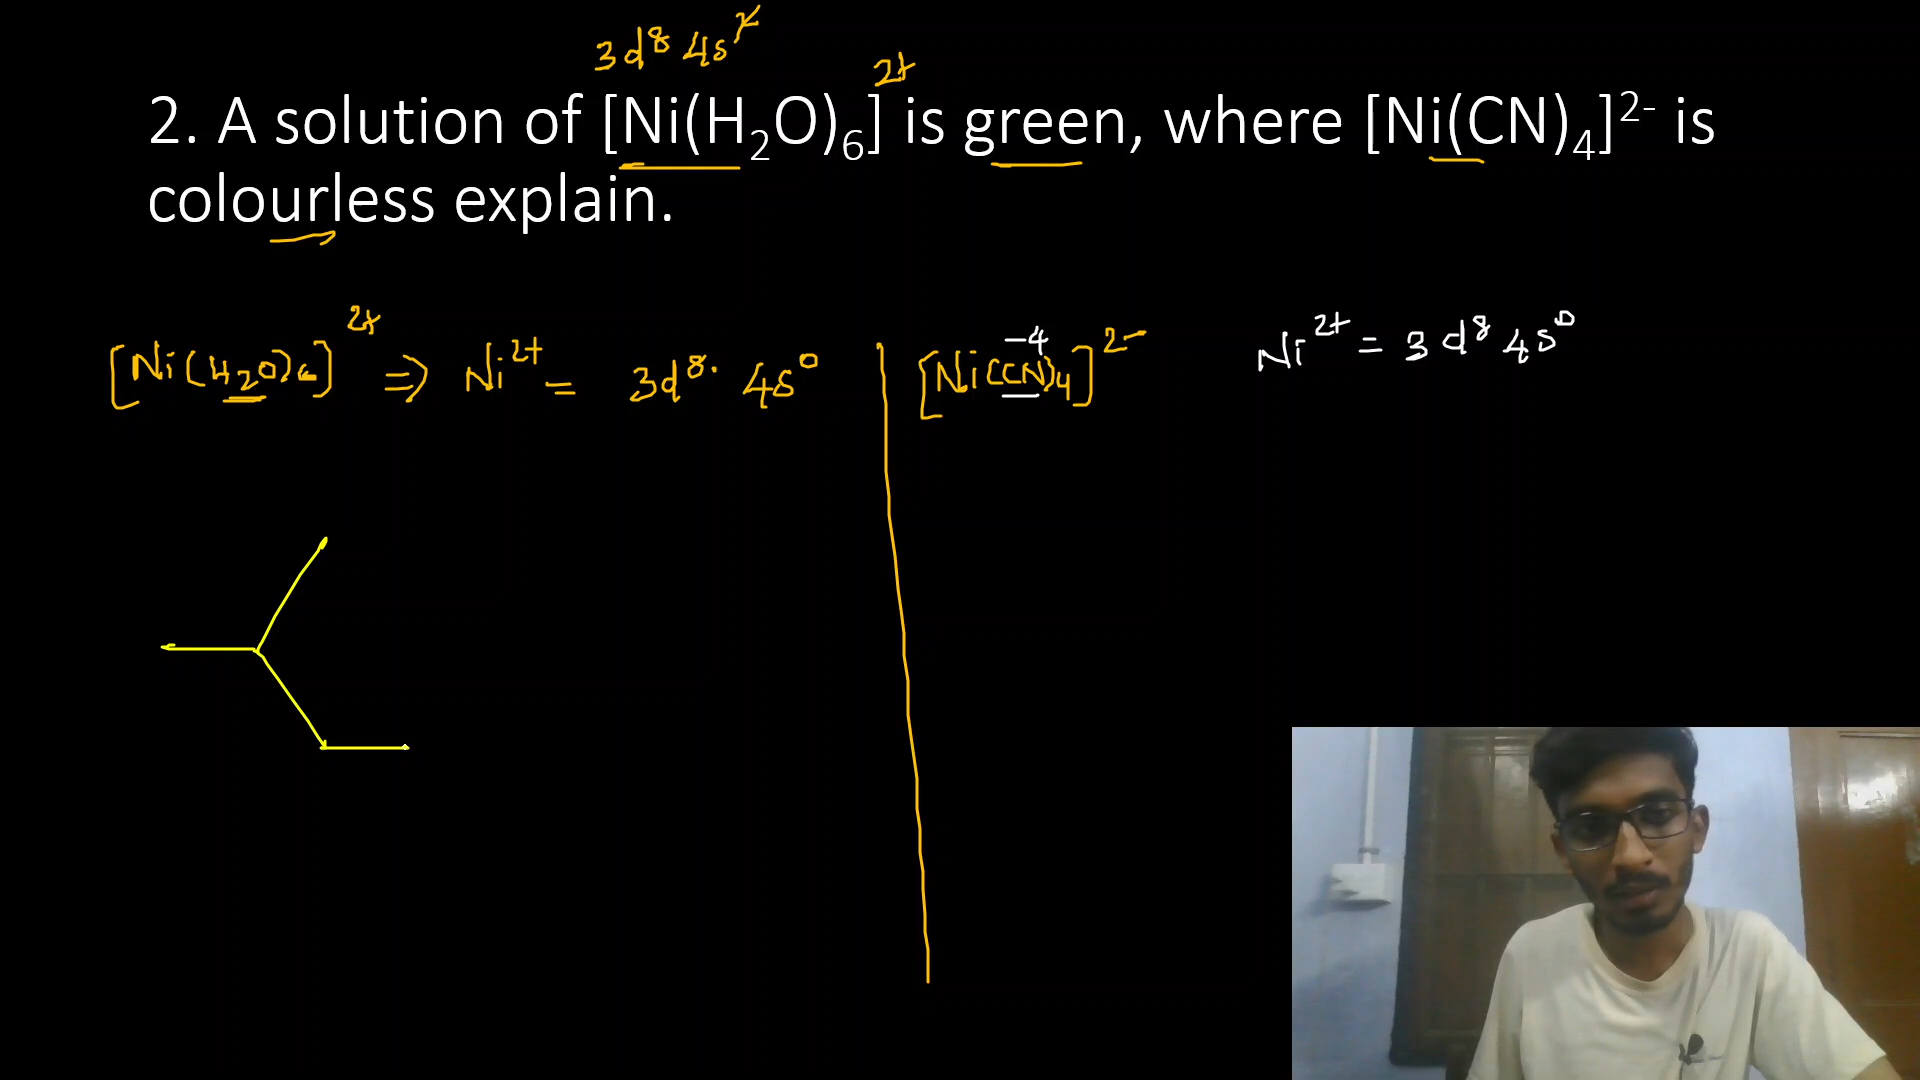 3d⁸ 4s²
2+
2. A solution of [Ni(H₂O)₆] is green, where [Ni(CN)₄]²⁻ is
colourless explain.
[Ni(H₂O)₆]²⁺ ⇒ Ni²⁺ = 3d⁸ 4s⁰
[Ni(CN)₄]²⁻ Ni²⁺ = 3d⁸ 4s⁰
-4